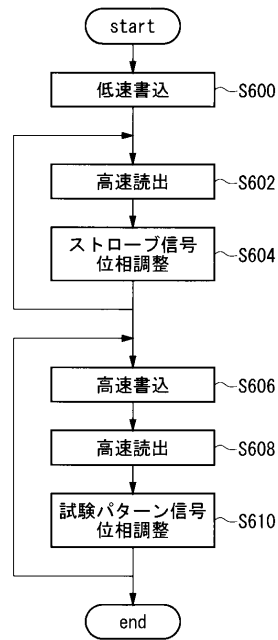 start
低速書込
S600
高速読出
S602
ストローブ信号
位相調整
S604
高速書込
S606
高速読出
S608
試験パターン信号
位相調整
S610
end